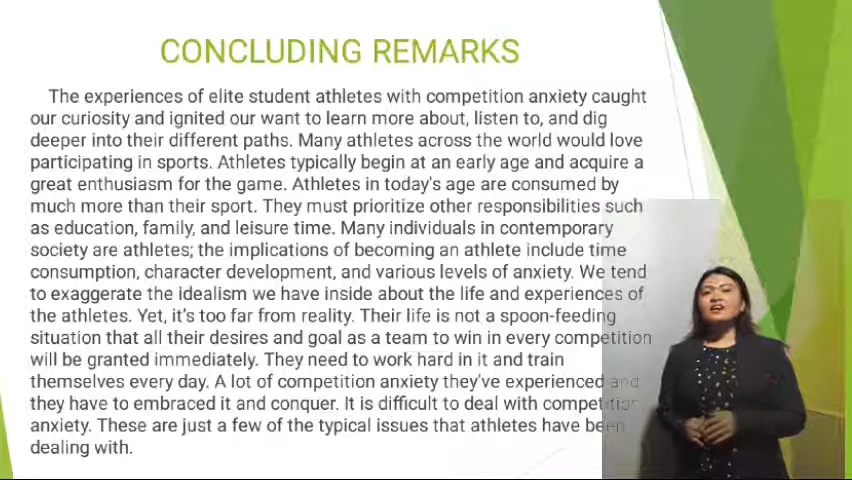 CONCLUDING REMARKS
The experiences of elite student athletes with competition anxiety caught
our curiosity and ignited our want to learn more about, listen to, and dig
deeper into their different paths. Many athletes across the world would love
participating in sports. Athletes typically begin at an early age and acquire a
great enthusiasm for the game. Athletes in today's age are consumed by
much more than their sport. They must prioritize other responsibilities such
as education, family, and leisure time. Many individuals in contemporary
society are athletes; the implications of becoming an athlete include time
consumption, character development, and various levels of anxiety. We tend
to exaggerate the idealism we have inside about the life and experiences of
the athletes. Yet, it's too far from reality. Their life is not a spoon-feeding
situation that all their desires and goal as a team to win in every competition
will be granted immediately. They need to work hard in it and train
themselves every day. A lot of competition anxiety they've experienced and
they have to embraced it and conquer. It is difficult to deal with competition
anxiety. These are just a few of the typical issues that athletes have been
dealing with.